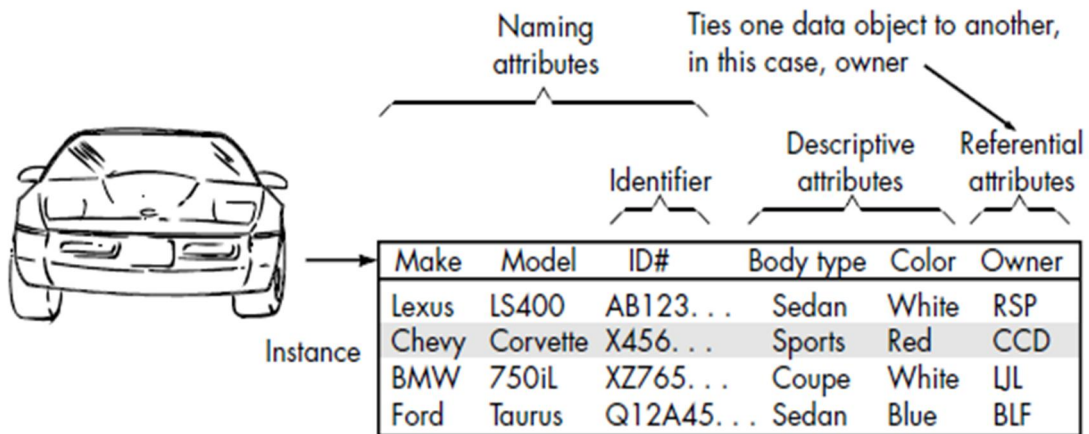 Naming
attributes
Ties one data object to another,
in this case, owner
Identifier
Descriptive
attributes
Referential
attributes
Instance
Make Model ID# Body type Color Owner
Lexus LS400 AB123. . . Sedan White RSP
Chevy Corvette X456. . . Sports Red CCD
BMW 750iL XZ765. . . Coupe White LJL
Ford Taurus Q12A45. . . Sedan Blue BLF